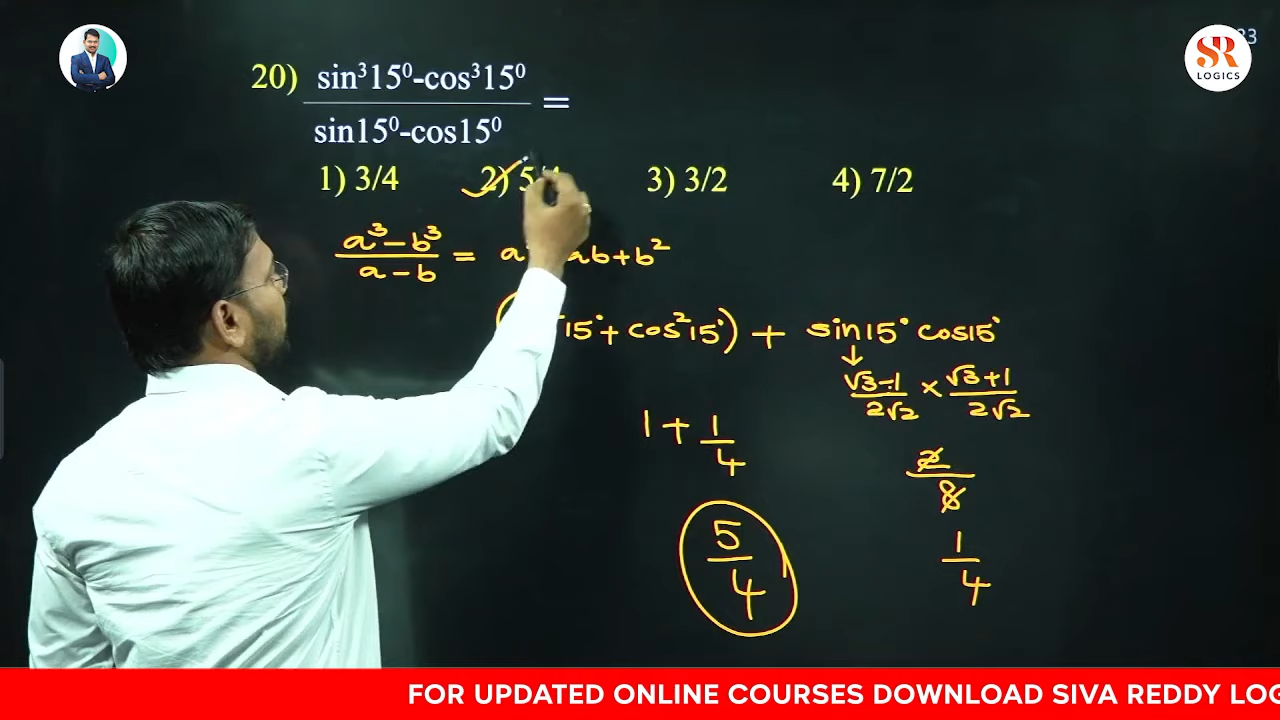 SR
LOGICS
20) sin³15⁰-cos³15⁰
sin15⁰-cos15⁰ =
1) 3/4 2) 3) 3/2 4) 7/2
a³-b³
a-b = ab+b²
15°+cos²15°) + sin15° cos15°
↓
√3-1 × √3+1
2√2 2√2
1+1
4
2
8
5
4
1
4
FOR UPDATED ONLINE COURSES DOWNLOAD SIVA REDDY